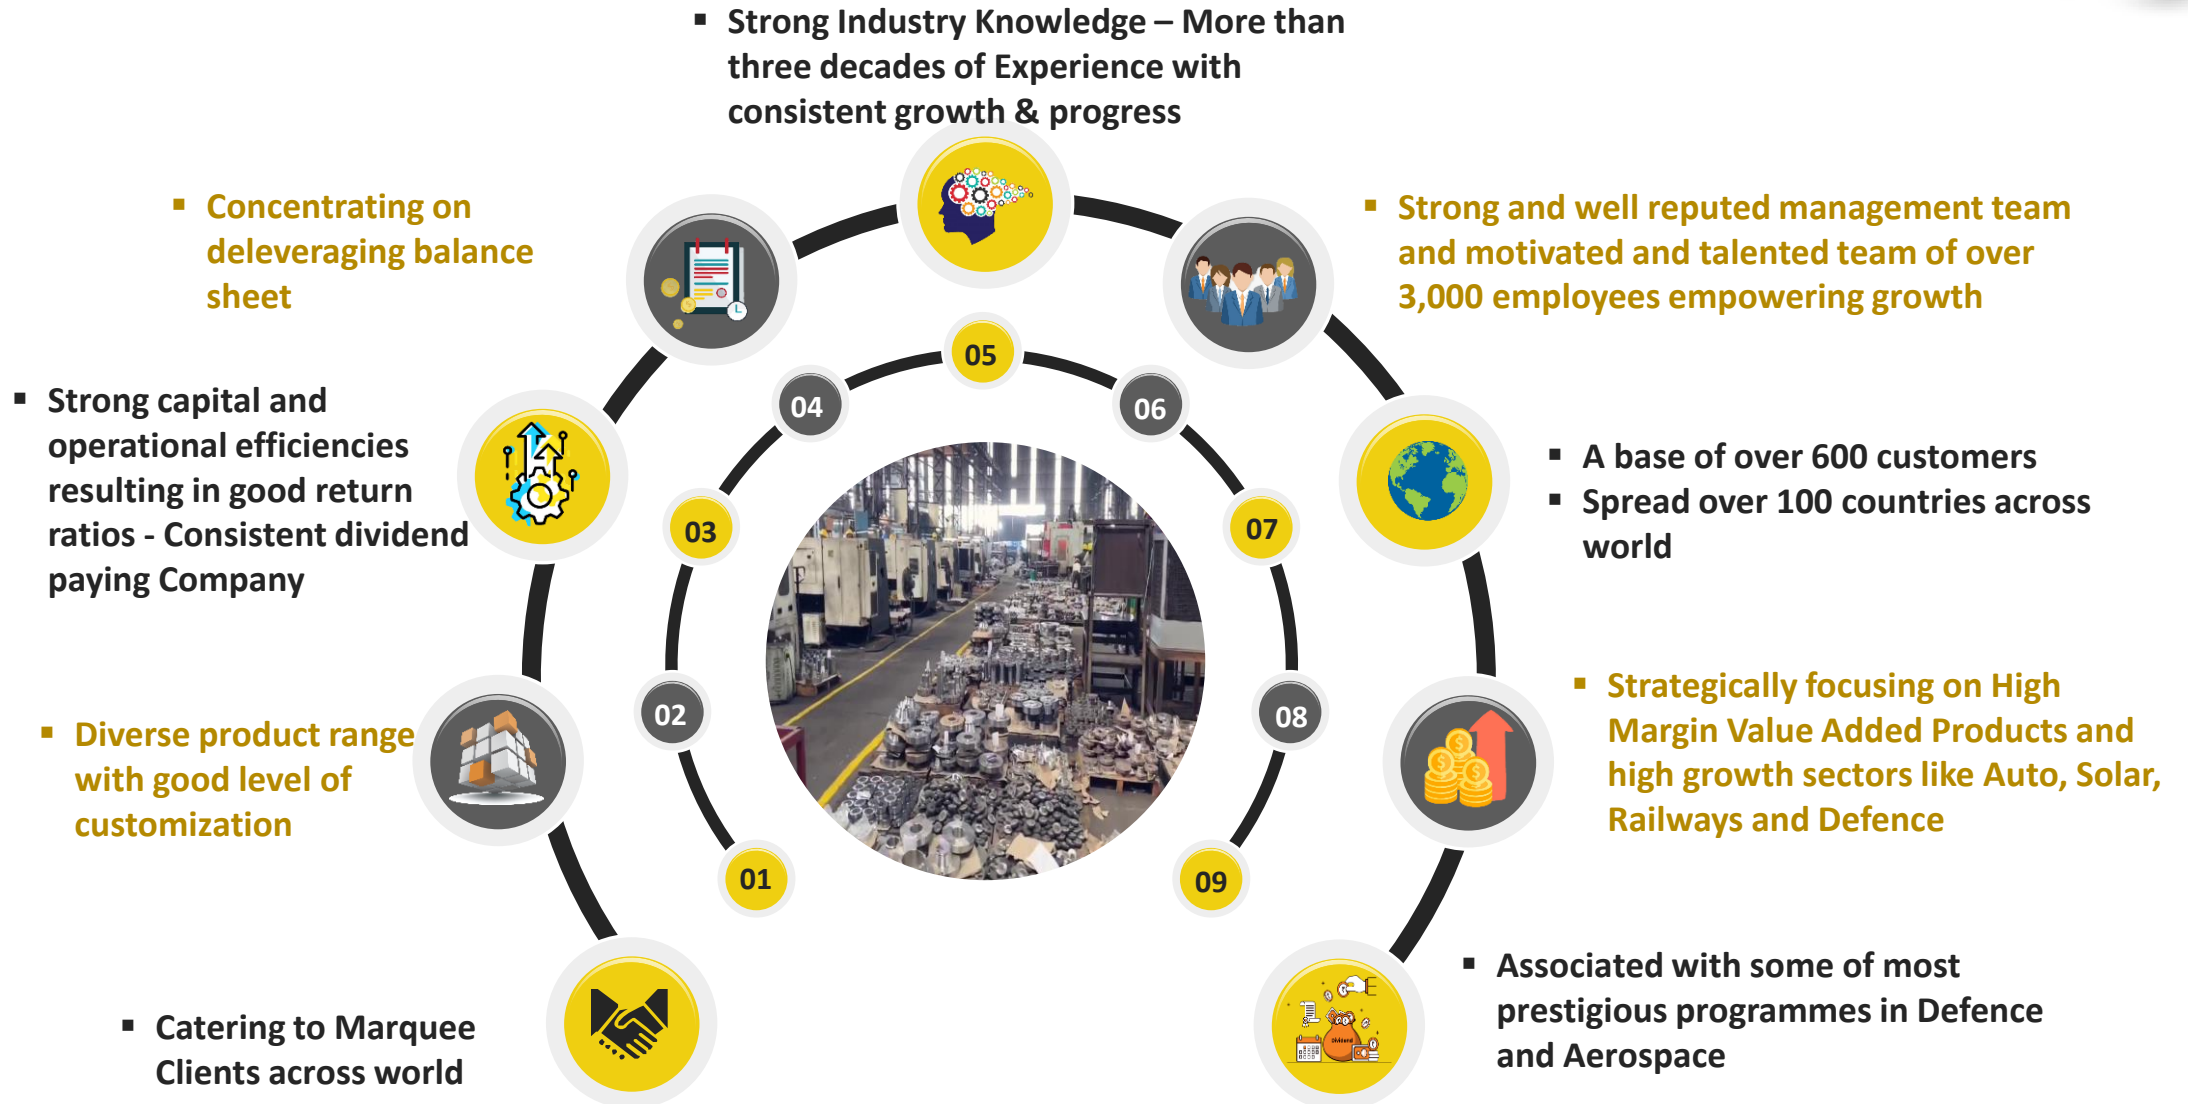 ▪ Strong Industry Knowledge – More than
three decades of Experience with
consistent growth & progress
▪ Concentrating on
deleveraging balance
sheet
▪ Strong and well reputed management team
and motivated and talented team of over
3,000 employees empowering growth
▪ Strong capital and
operational efficiencies
resulting in good return
ratios - Consistent dividend
paying Company
▪ A base of over 600 customers
▪ Spread over 100 countries across
world
▪ Diverse product range
with good level of
customization
▪ Strategically focusing on High
Margin Value Added Products and
high growth sectors like Auto, Solar,
Railways and Defence
▪ Catering to Marquee
Clients across world
▪ Associated with some of most
prestigious programmes in Defence
and Aerospace
01
02
03
04
05
06
07
08
09
Dividend